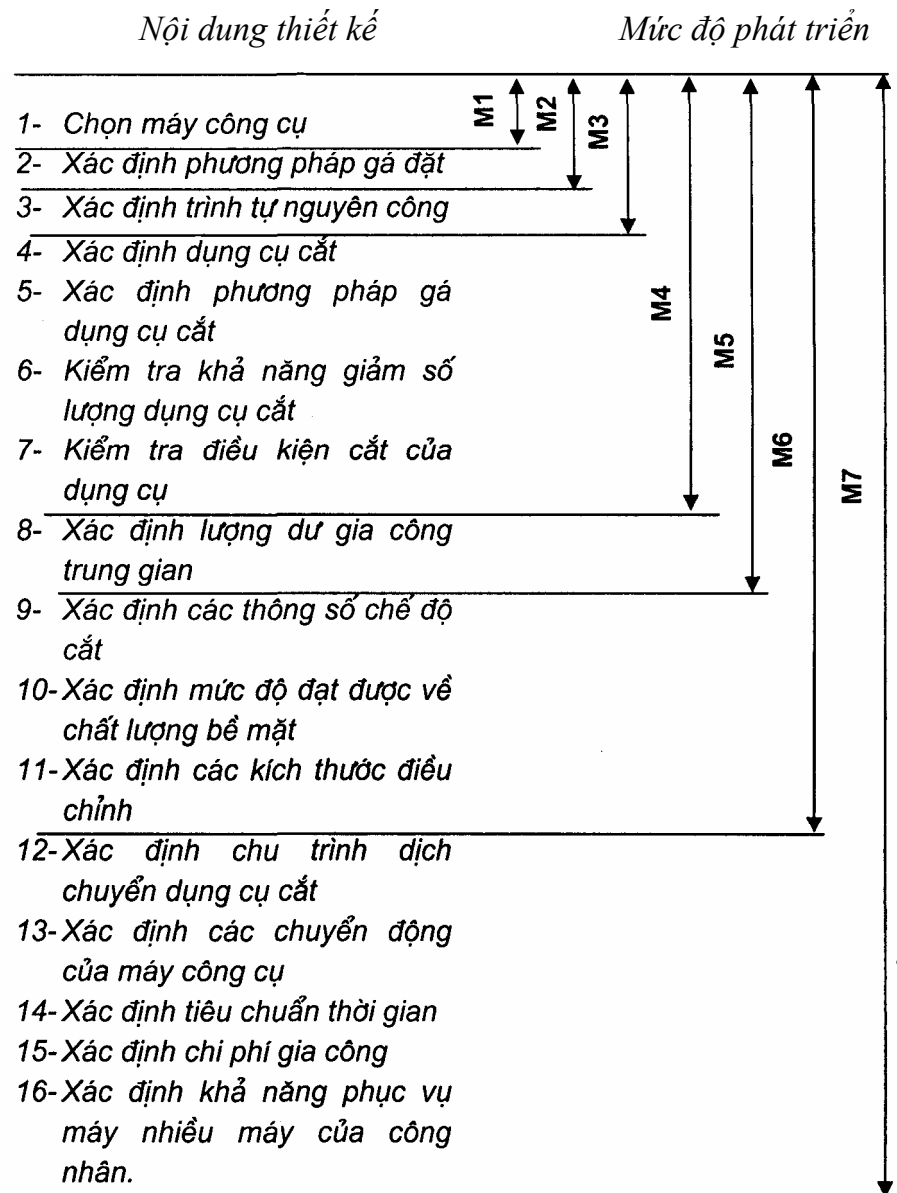 Nội dung thiết kế
Mức độ phát triển
M1
M2
M3
M4
M5
M6
M7
1- Chọn máy công cụ
2- Xác định phương pháp gá đặt
3- Xác định trình tự nguyên công
4- Xác định dụng cụ cắt
5- Xác định phương pháp gá
dụng cụ cắt
6- Kiểm tra khả năng giảm số
lượng dụng cụ cắt
7- Kiểm tra điều kiện cắt của
dụng cụ
8- Xác định lượng dư gia công
trung gian
9- Xác định các thông số chế độ
cắt
10- Xác định mức độ đạt được về
chất lượng bề mặt
11- Xác định các kích thước điều
chỉnh
12- Xác định chu trình dịch
chuyển dụng cụ cắt
13- Xác định các chuyển động
của máy công cụ
14- Xác định tiêu chuẩn thời gian
15- Xác định chi phí gia công
16- Xác định khả năng phục vụ
máy nhiều máy của công
nhân.